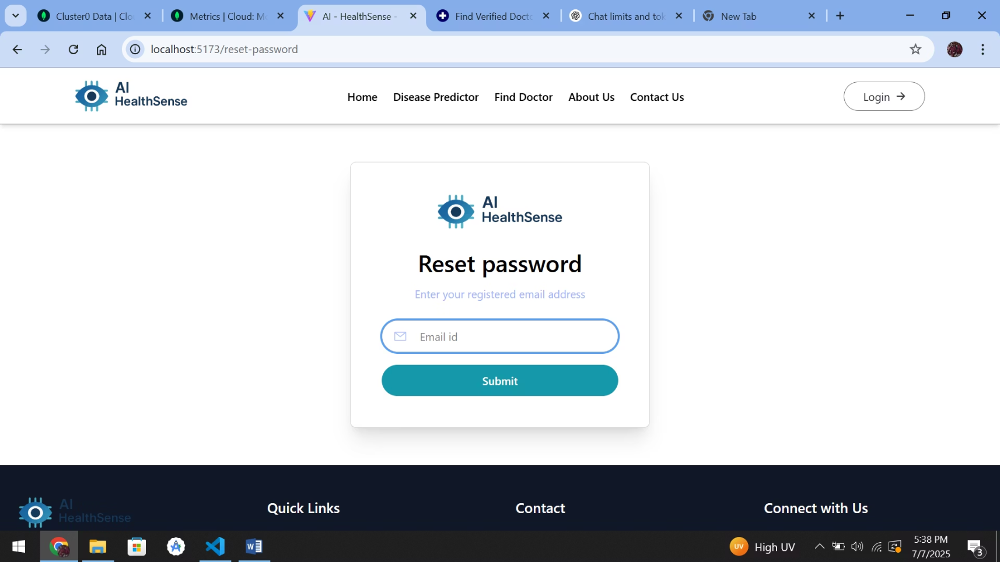 Cluster0 Data | Clo
Metrics | Cloud: Mo
AI - HealthSense -
Find Verified Docto
Chat limits and tok
New Tab
localhost:5173/reset-password
AI
HealthSense
Home
Disease Predictor
Find Doctor
About Us
Contact Us
Login →
AI
HealthSense
Reset password
Enter your registered email address
Email id
Submit
AI
HealthSense
Quick Links
Contact
Connect with Us
UV
High UV
5:38 PM
7/7/2025
3